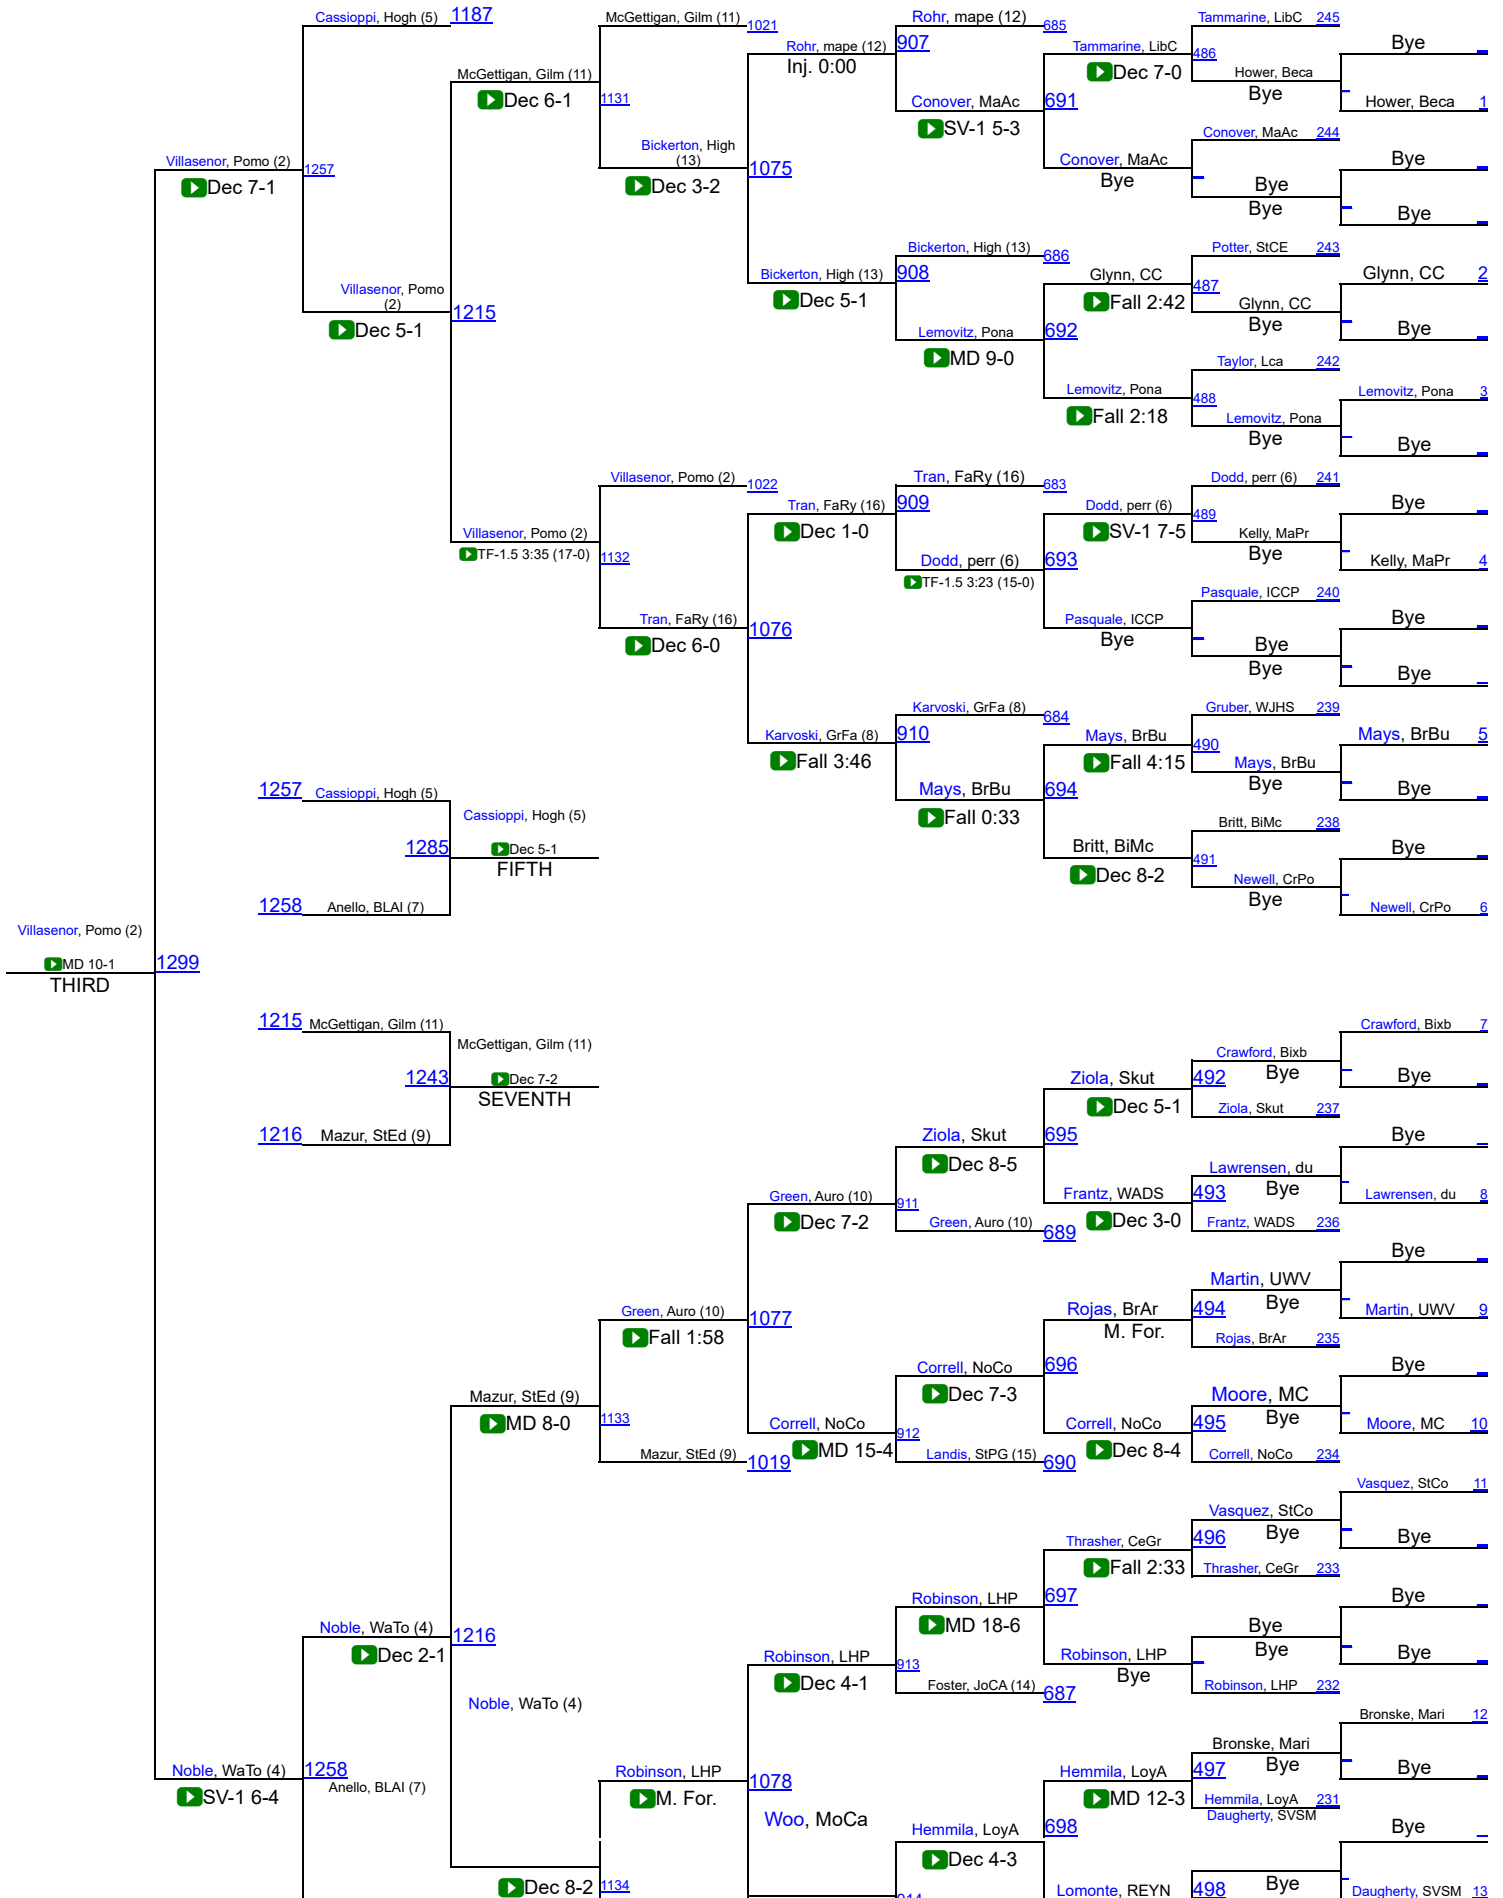 Cassioppi, Hogh (5) 1187
McGettigan, Gilm (11) 1021
Rohr, mape (12) 685
Tammarine, LibC 245
Bye
Rohr, mape (12) 907
Inj. 0:00
Tammarine, LibC 486
Dec 7-0
Hower, Beca
Bye
Hower, Beca 1
McGettigan, Gilm (11)
Dec 6-1
1131
Conover, MaAc 691
SV-1 5-3
Conover, MaAc 244
Bye
Bickerton, High
(13)
Dec 3-2
1075
Conover, MaAc
Bye
Bye
Bye
Bye
Villasenor, Pomo (2) 1257
Dec 7-1
Bickerton, High (13) 686
Potter, StCE 243
Bickerton, High (13) 908
Dec 5-1
Glynn, CC 487
Fall 2:42
Glynn, CC 2
Glynn, CC
Bye
Bye
Villasenor, Pomo
(2)
Dec 5-1
1215
Lemovitz, Pona 692
MD 9-0
Taylor, Lca 242
Lemovitz, Pona 488
Fall 2:18
Lemovitz, Pona
Bye
Lemovitz, Pona 3
Bye
Villasenor, Pomo (2) 1022
Tran, FaRy (16) 683
Dodd, perr (6) 241
Tran, FaRy (16) 909
Dec 1-0
Dodd, perr (6) 489
SV-1 7-5
Bye
Villasenor, Pomo (2)
TF-1.5 3:35 (17-0)
1132
Kelly, MaPr
Bye
Kelly, MaPr 4
Dodd, perr (6) 693
TF-1.5 3:23 (15-0)
Pasquale, ICCP 240
Tran, FaRy (16) 1076
Dec 6-0
Pasquale, ICCP
Bye
Bye
Bye
Bye
Bye
Karvoski, GrFa (8) 684
Gruber, WJHS 239
Karvoski, GrFa (8) 910
Fall 3:46
Mays, BrBu 490
Fall 4:15
Mays, BrBu 5
Mays, BrBu
Bye
Bye
Mays, BrBu 694
Fall 0:33
Britt, BiMc 238
Britt, BiMc 491
Dec 8-2
Bye
Newell, CrPo
Bye
Newell, CrPo 6
1257 Cassioppi, Hogh (5)
Cassioppi, Hogh (5)
1285 Dec 5-1
FIFTH
1258 Anello, BLAI (7)
Villasenor, Pomo (2)
MD 10-1
THIRD
1299
1215 McGettigan, Gilm (11)
McGettigan, Gilm (11)
1243 Dec 7-2
SEVENTH
1216 Mazur, StEd (9)
Crawford, Bixb 7
Crawford, Bixb
Bye
Bye
Ziola, Skut 492
Dec 5-1
Ziola, Skut 237
Ziola, Skut 695
Dec 8-5
Bye
Lawrensen, du
Bye
Lawrensen, du 8
Green, Auro (10) 911
Dec 7-2
Frantz, WADS 493
Dec 3-0
Frantz, WADS 236
Green, Auro (10) 689
Bye
Martin, UWV
Bye
Martin, UWV 9
Green, Auro (10) 1077
Fall 1:58
Rojas, BrAr 494
M. For.
Rojas, BrAr 235
Correll, NoCo 696
Dec 7-3
Bye
Mazur, StEd (9)
MD 8-0
1133
Moore, MC
Bye
Moore, MC 10
Correll, NoCo 912
MD 15-4
Correll, NoCo 495
Dec 8-4
Correll, NoCo 234
Mazur, StEd (9) 1019
Landis, StPG (15) 690
Vasquez, StCo 11
Vasquez, StCo
Bye
Bye
Thrasher, CeGr 496
Fall 2:33
Thrasher, CeGr 233
Robinson, LHP 697
MD 18-6
Bye
Noble, WaTo (4) 1216
Dec 2-1
Bye
Bye
Bye
Robinson, LHP 913
Dec 4-1
Robinson, LHP
Bye
Robinson, LHP 232
Foster, JoCA (14) 687
Noble, WaTo (4)
Bronske, Mari 12
Bronske, Mari
Bye
Bye
Noble, WaTo (4) 1258
SV-1 6-4
Anello, BLAI (7)
Robinson, LHP 1078
M. For.
Hemmila, LoyA 497
MD 12-3
Hemmila, LoyA 231
Daugherty, SVSM
Woo, MoCa
Hemmila, LoyA 698
Dec 4-3
Bye
Dec 8-2 1134
914
Lomonte, REYN 498
Bye
Daugherty, SVSM 13